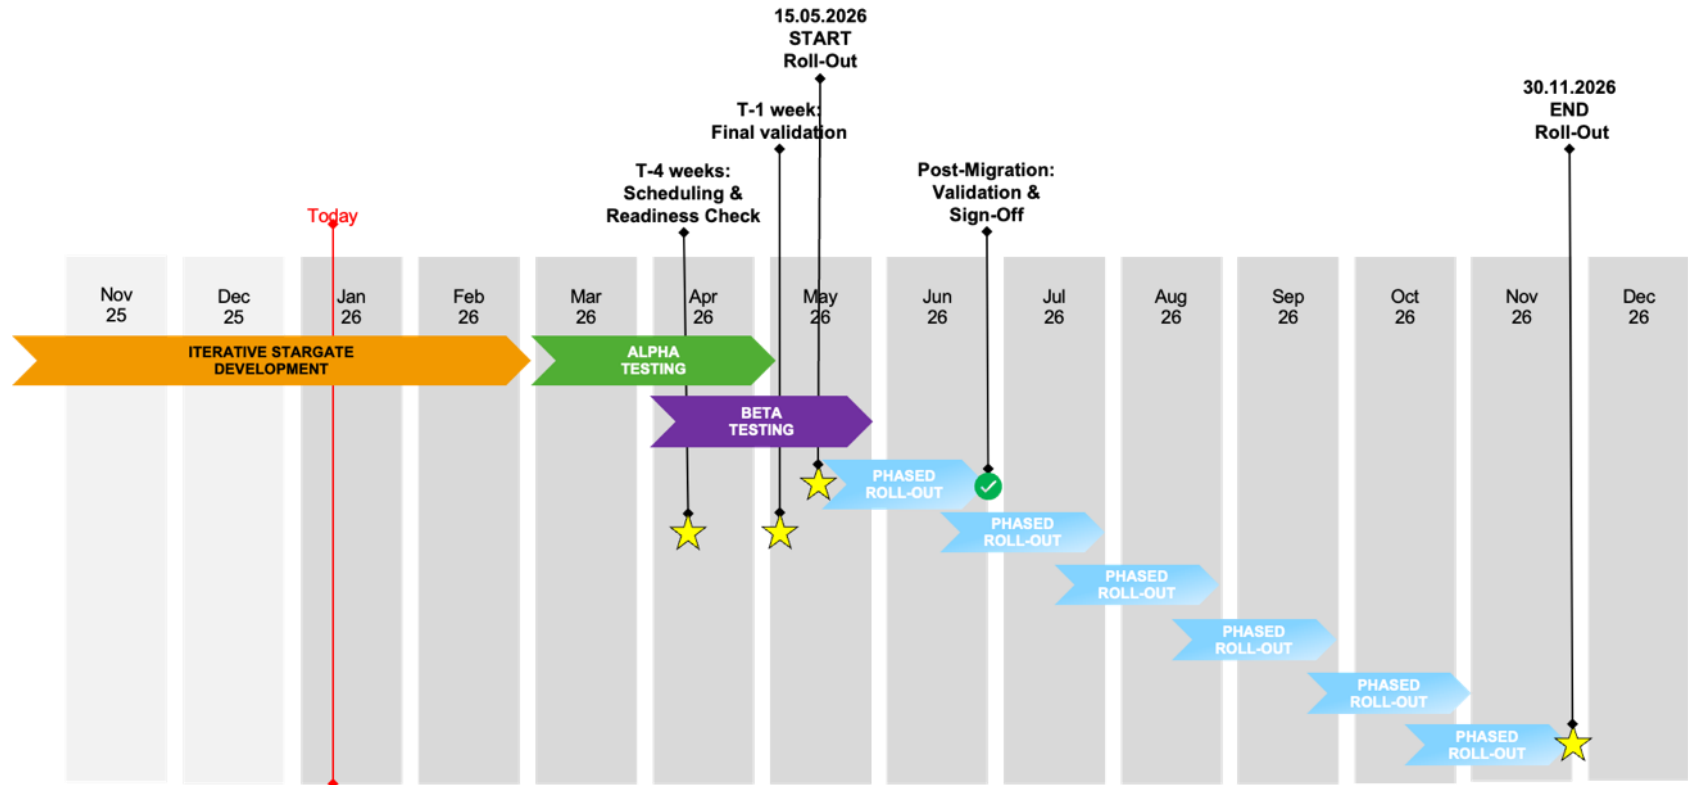 15.05.2026
START
Roll-Out
30.11.2026
END
Roll-Out
T-1 week:
Final validation
T-4 weeks:
Scheduling &
Readiness Check
Post-Migration:
Validation &
Sign-Off
Today
Nov
25
Dec
25
Jan
26
Feb
26
Mar
26
Apr
26
May
26
Jun
26
Jul
26
Aug
26
Sep
26
Oct
26
Nov
26
Dec
26
ITERATIVE STARGATE
DEVELOPMENT
ALPHA
TESTING
BETA
TESTING
PHASED
ROLL-OUT
PHASED
ROLL-OUT
PHASED
ROLL-OUT
PHASED
ROLL-OUT
PHASED
ROLL-OUT
PHASED
ROLL-OUT